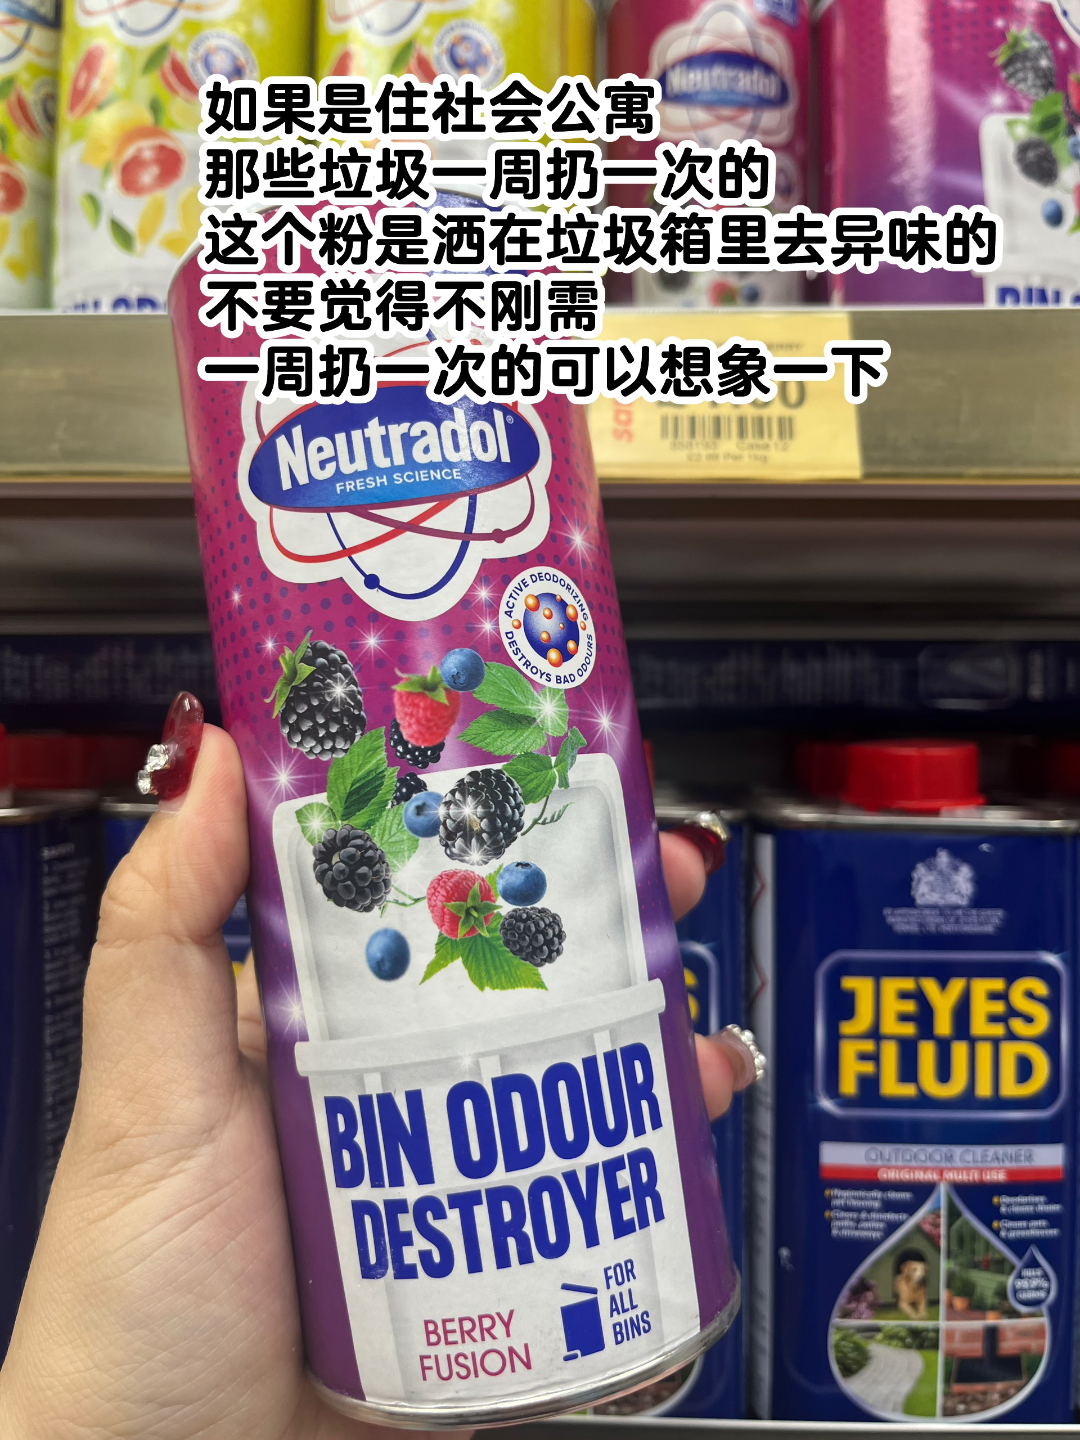 如果是住社会公寓
那些垃圾一周扔一次的
这个粉是洒在垃圾箱里去异味的
不要觉得不刚需
一周扔一次的可以想象一下
Neutradol
FRESH SCIENCE
ACTIVE DEODORIZING
DESTROYS BAD ODOURS
BIN ODOUR
DESTROYER
BERRY
FUSION
FOR
ALL
BINS
JEYES
FLUID
OUTDOOR CLEANER
ORIGINAL MULTI USE